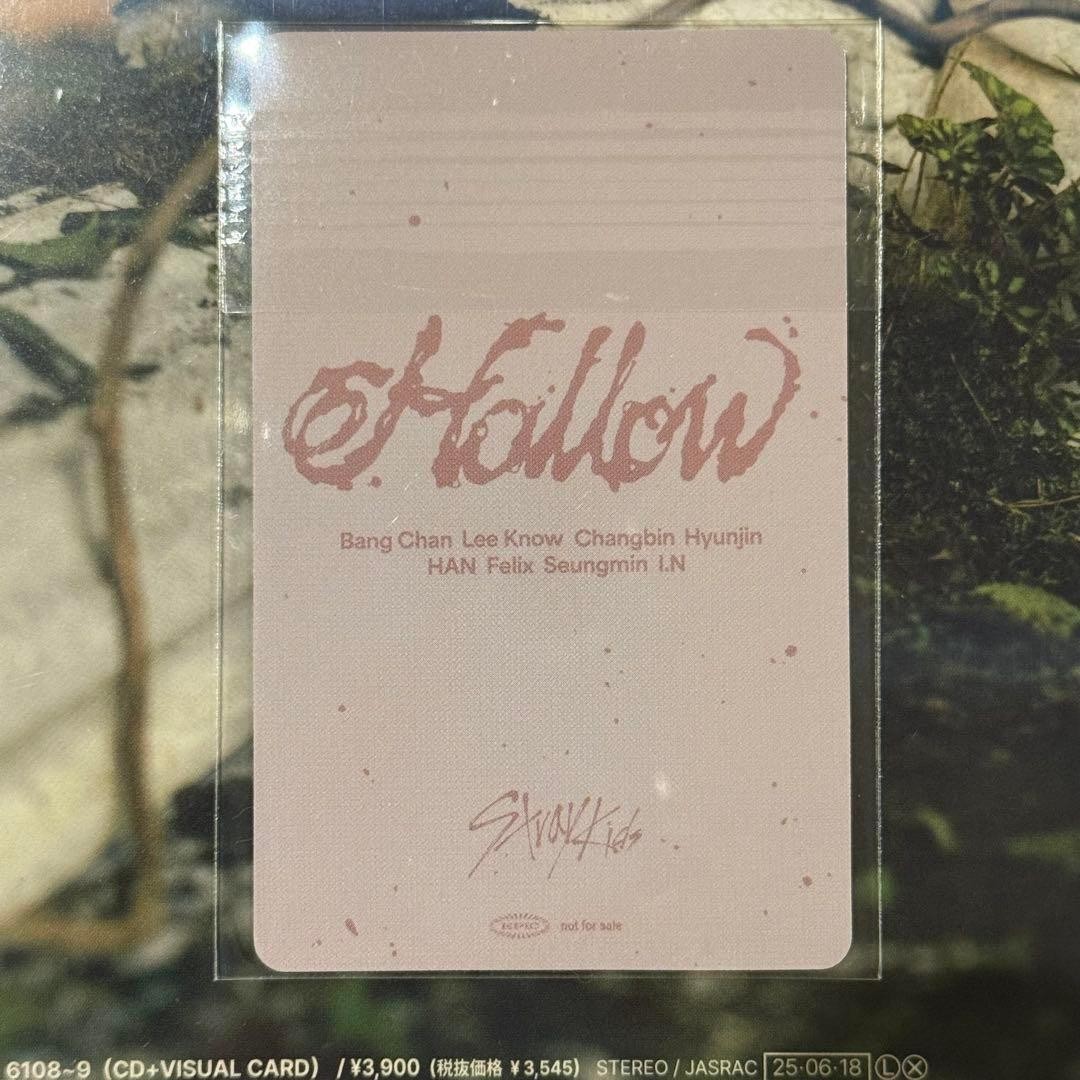 Hollow
Bang Chan Lee Know Changbin Hyunjin
HAN Felix Seungmin I.N
Stray Kids
EPIC not for sale
6108~9 (CD+VISUAL CARD) / ¥3,900 (税抜価格 ¥3,545) STEREO / JASRAC 25·06·18 Ⓛ Ⓧ